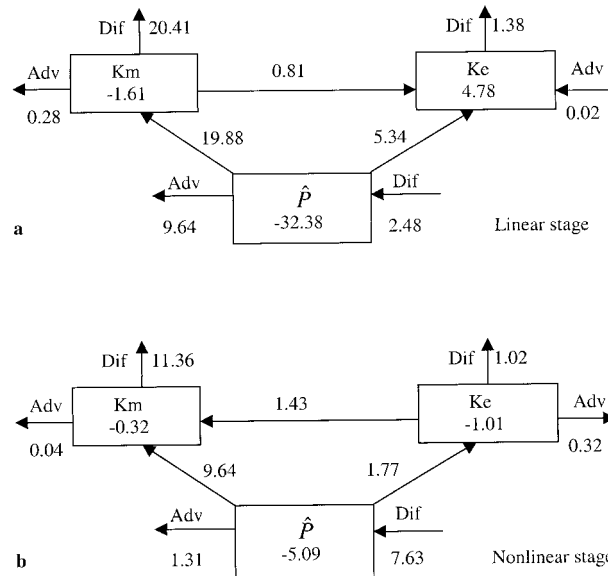 Dif 20.41
Dif 1.38
Adv Km 0.81 Ke Adv
-1.61 4.78
0.28 0.02
19.88 5.34
Adv P̂ Dif
-32.38
9.64 2.48
a Linear stage
Dif 11.36
Dif 1.02
Adv Km 1.43 Ke Adv
-0.32 -1.01
0.04 0.32
9.64 1.77
Adv P̂ Dif
-5.09
1.31 7.63
b Nonlinear stage